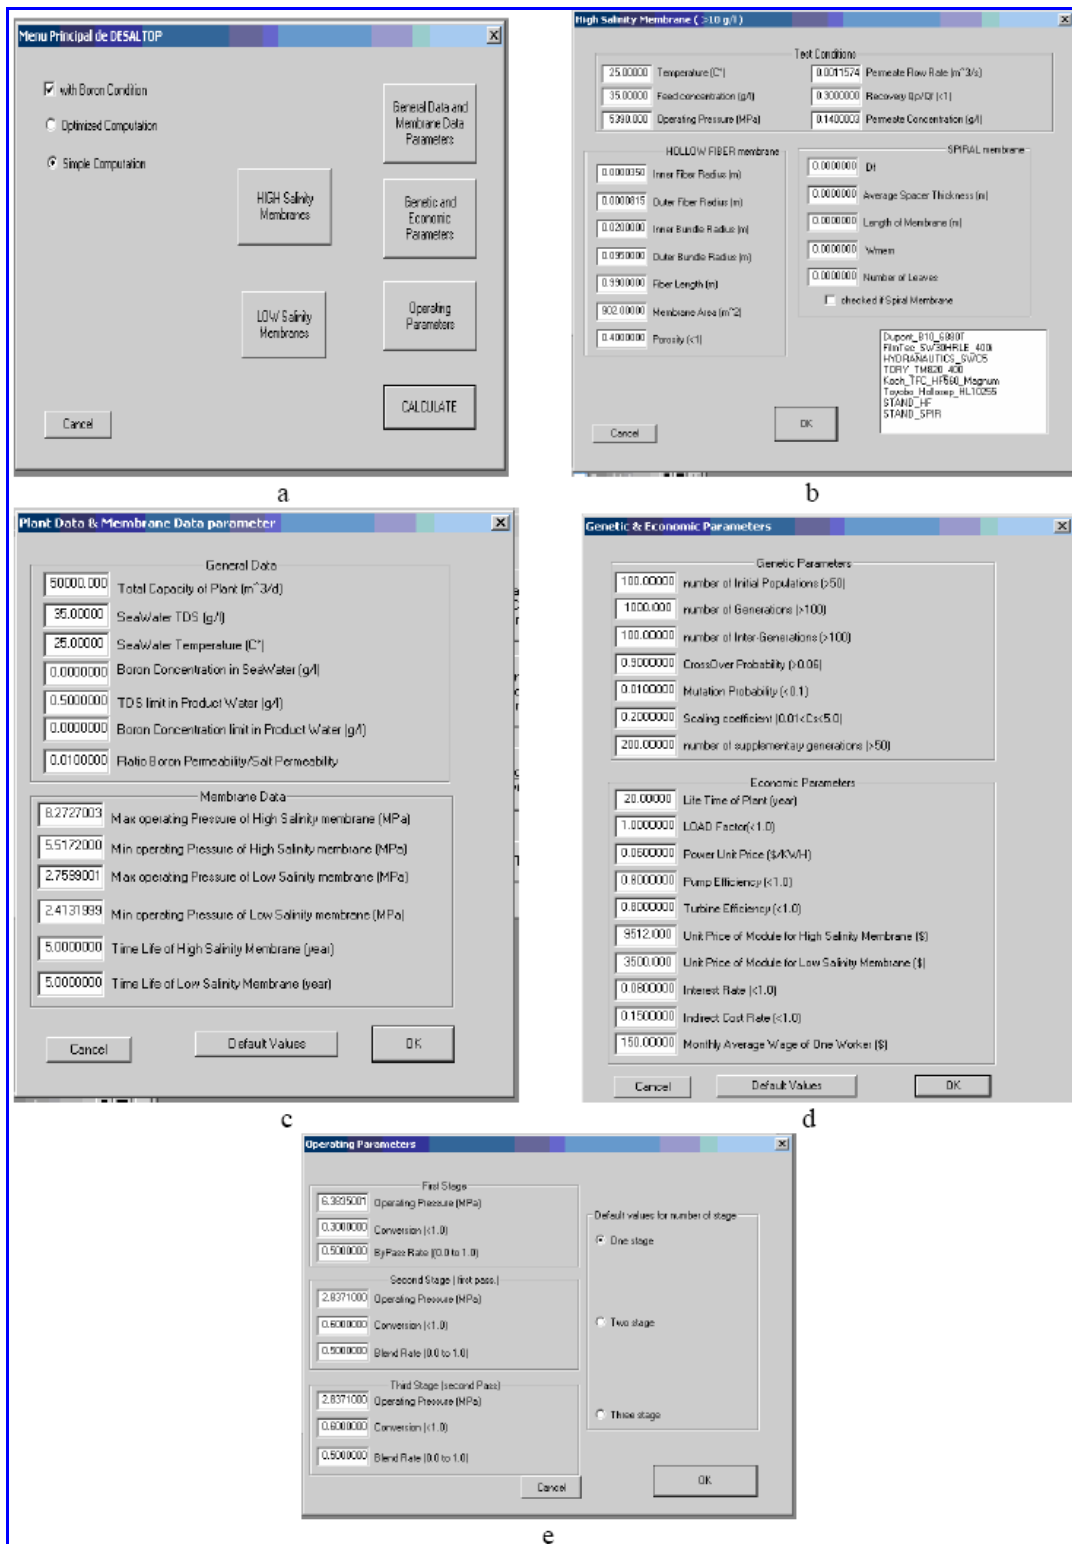 Menu Principal de DESALTOP
with Boron Condition
Optimized Computation
Simple Computation
General Data and
Membrane Data
Parameters
HIGH Salinity
Membranes
Genetic and
Economic
Parameters
LOW Salinity
Membranes
Operating
Parameters
CALCULATE
Cancel
a
High Salinity Membrane ( >10 g/l )
Test Conditions
25.00000 Temperature (C°)
0.0011574 Permeate Flow Rate (m^3/s)
35.00000 Feed concentration (g/l)
0.3000000 Recovery Qp/Qf (<1)
5390.000 Operating Pressure (MPa)
0.1400003 Permeate Concentration (g/l)
HOLLOW FIBER membrane
0.0000350 Inner Fiber Radius (m)
0.0000815 Outer Fiber Radius (m)
0.0200000 Inner Bundle Radius (m)
0.0950000 Outer Bundle Radius (m)
0.9900000 Fiber Length (m)
902.00000 Membrane Area (m^2)
0.4000000 Porosity (<1)
SPIRAL membrane
0.0000000 Df
0.0000000 Average Spacer Thickness (m)
0.0000000 Length of Membrane (m)
0.0000000 Wmem
0.0000000 Number of Leaves
checked if Spiral Membrane
Dupont_B10_6880T
FilmTec_SW30HRLE_400i
HYDRANAUTICS_SWC5
TORY_TM820_400
Koch_TFC_HF560_Magnum
Toyobo_Hollosep_HL10255
STAND_HF
STAND_SPIR
Cancel
OK
b
Plant Data & Membrane Data parameter
General Data
50000.000 Total Capacity of Plant (m^3/d)
35.00000 SeaWater TDS (g/l)
25.00000 SeaWater Temperature (C°)
0.0000000 Boron Concentration in SeaWater (g/l)
0.5000000 TDS limit in Product Water (g/l)
0.0000000 Boron Concentration limit in Product Water (g/l)
0.0100000 Ratio Boron Permeability/Salt Permeability
Membrane Data
8.2727003 Max operating Pressure of High Salinity membrane (MPa)
5.5172000 Min operating Pressure of High Salinity membrane (MPa)
2.7589001 Max operating Pressure of Low Salinity membrane (MPa)
2.4131999 Min operating Pressure of Low Salinity membrane (MPa)
5.0000000 Time Life of High Salinity Membrane (year)
5.0000000 Time Life of Low Salinity Membrane (year)
Cancel
Default Values
OK
c
Genetic & Economic Parameters
Genetic Parameters
100.00000 number of Initial Populations (>50)
1000.000 number of Generations (>100)
100.00000 number of Inter-Generations (>100)
0.9000000 CrossOver Probability (>0.06)
0.0100000 Mutation Probability (<0.1)
0.2000000 Scaling coefficient (0.01<Cs<5.0)
200.00000 number of supplementary generations (>50)
Economic Parameters
20.00000 Life Time of Plant (year)
1.0000000 LOAD Factor(<1.0)
0.0600000 Power Unit Price ($/KW/H)
0.8000000 Pump Efficiency (<1.0)
0.8000000 Turbine Efficiency (<1.0)
9512.000 Unit Price of Module for High Salinity Membrane ($)
3500.000 Unit Price of Module for Low Salinity Membrane ($)
0.0800000 Interest Rate (<1.0)
0.1500000 Indirect Cost Rate (<1.0)
150.00000 Monthly Average Wage of One Worker ($)
Cancel
Default Values
OK
d
Operating Parameters
First Stage
6.3835001 Operating Pressure (MPa)
0.3000000 Conversion (<1.0)
0.5000000 ByPass Rate ((0.0 to 1.0)
Second Stage ( first pass.)
2.8371000 Operating Pressure (MPa)
0.6000000 Conversion (<1.0)
0.5000000 Blend Rate (0.0 to 1.0)
Third Stage (second Pass)
2.8371000 Operating Pressure (MPa)
0.6000000 Conversion (<1.0)
0.5000000 Blend Rate (0.0 to 1.0)
Default values for number of stage
One stage
Two stage
Three stage
Cancel
OK
e